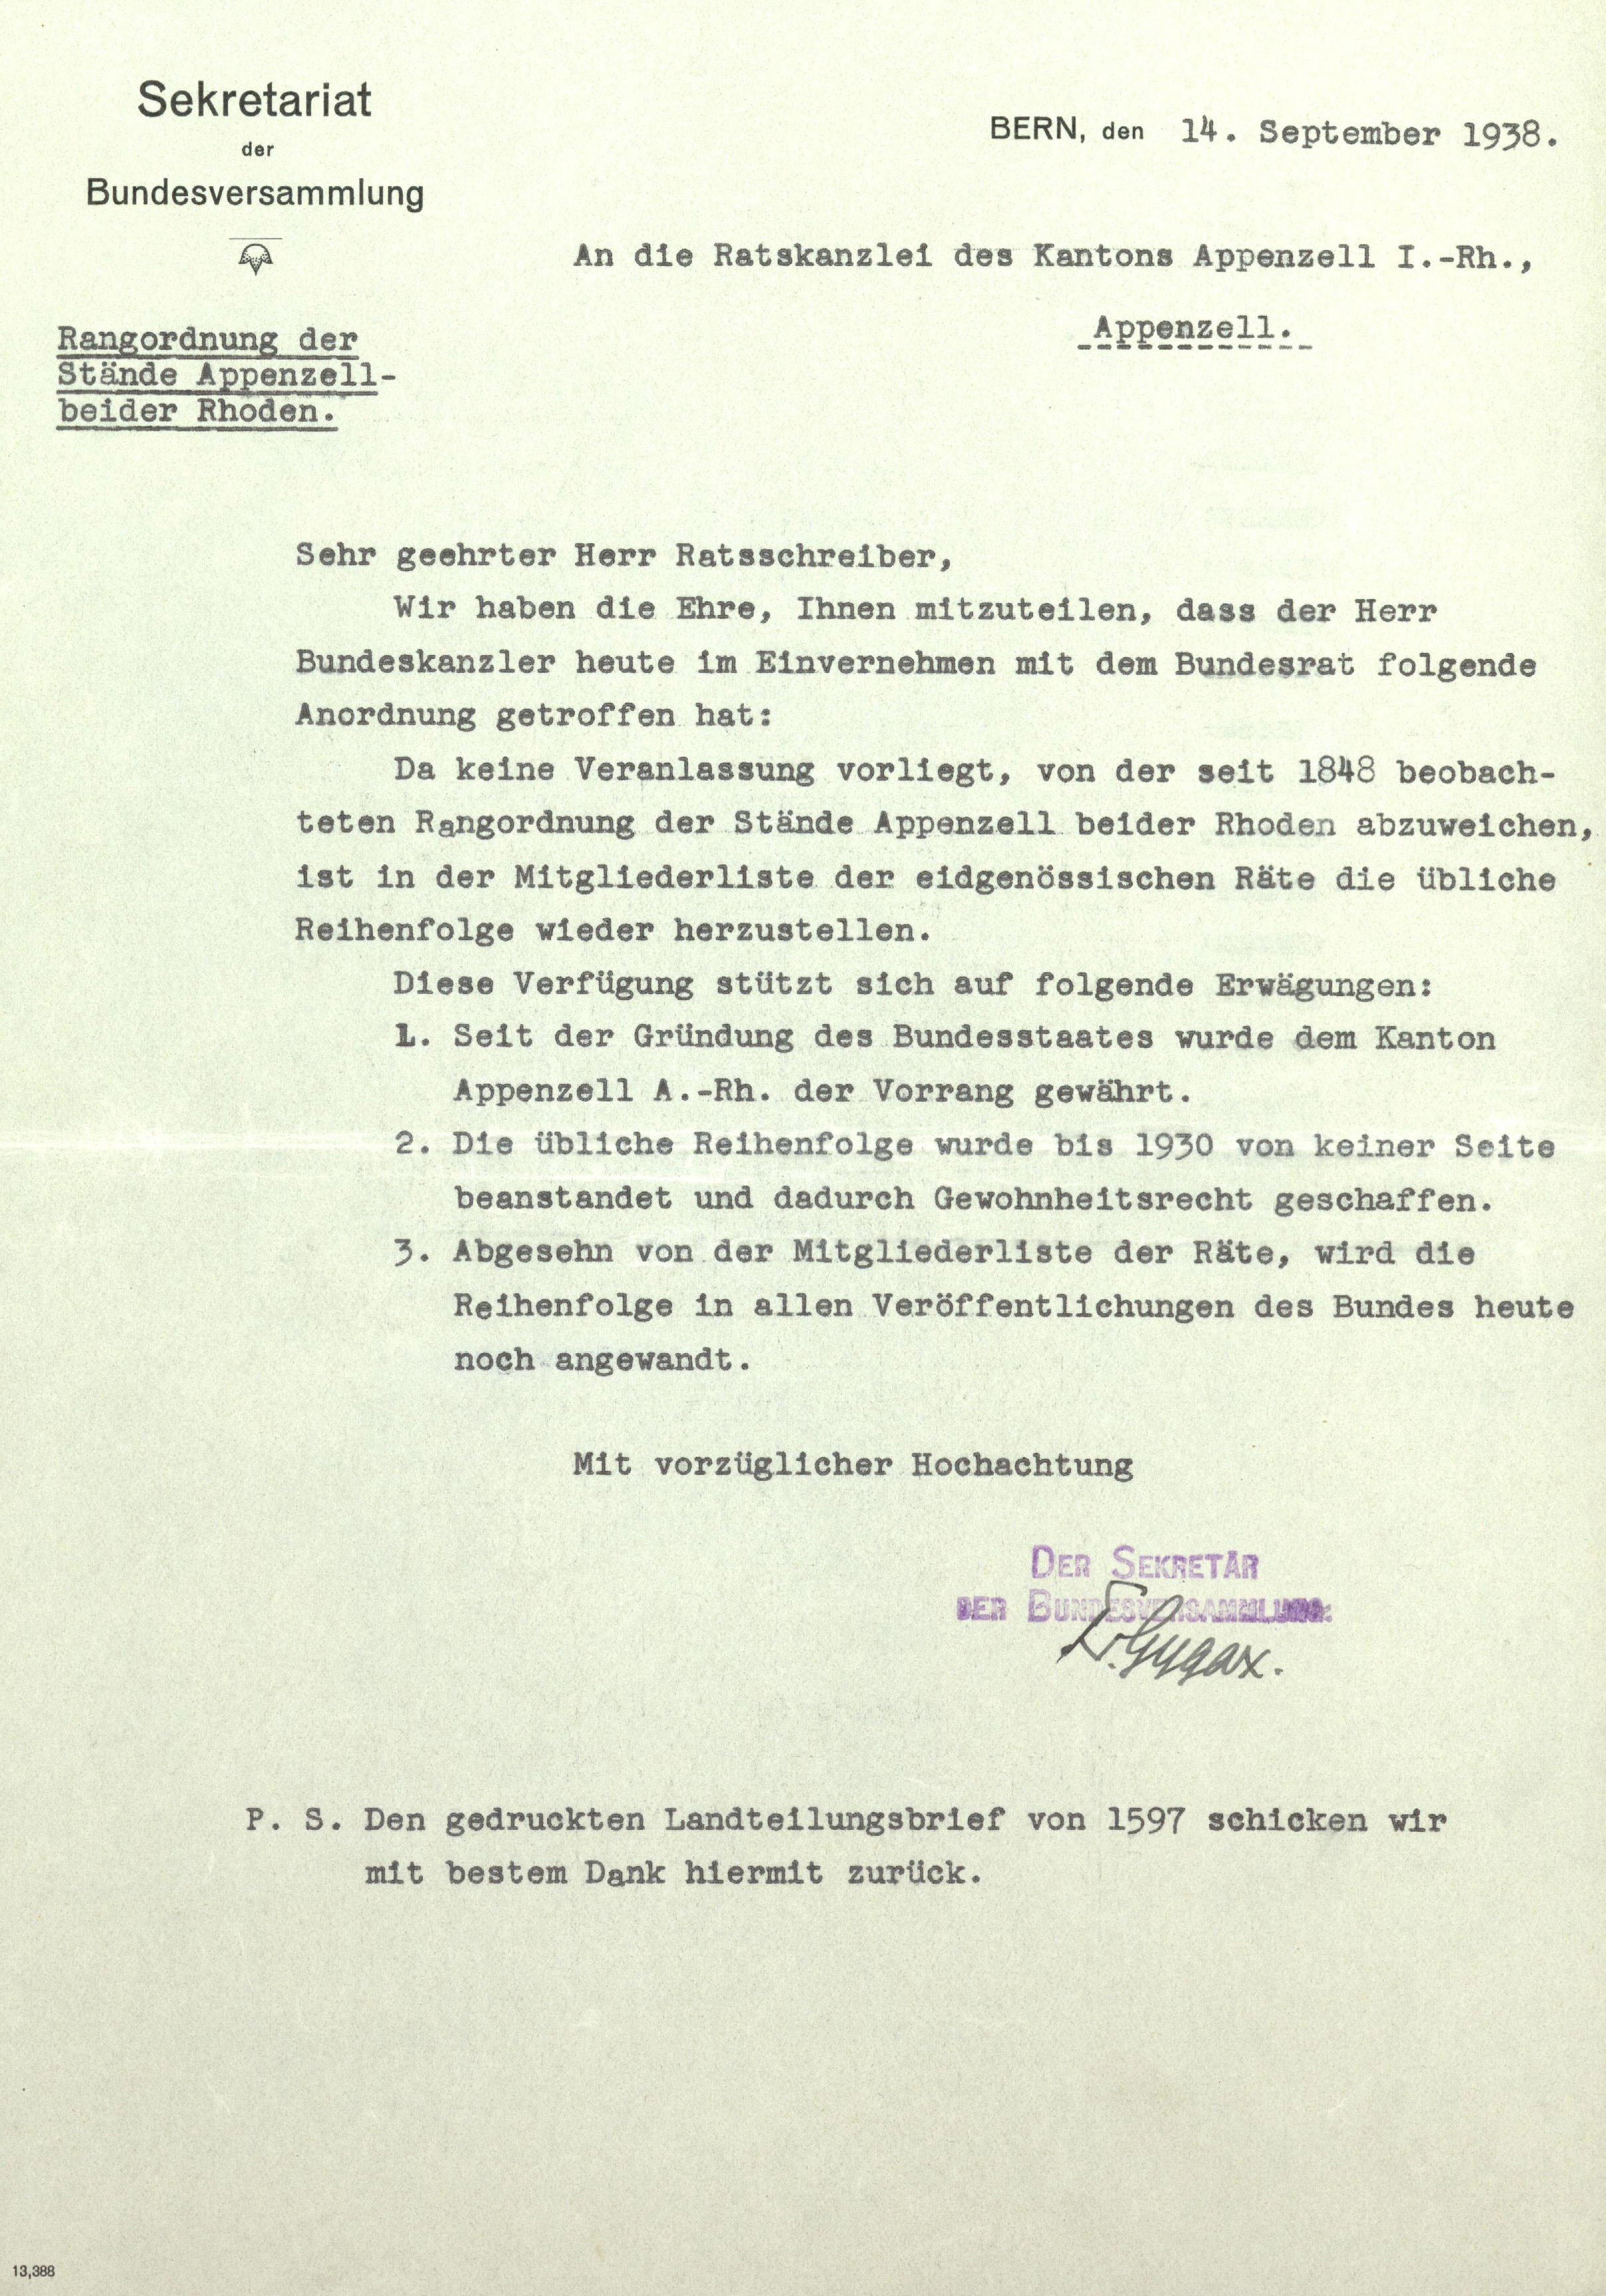 Sekretariat
der
Bundesversammlung
BERN, den 14. September 1938.
An die Ratskanzlei des Kantons Appenzell I.-Rh.,
Appenzell.
Rangordnung der
Stände Appenzell-
beider Rhoden.
Sehr geehrter Herr Ratsschreiber,
Wir haben die Ehre, Ihnen mitzuteilen, dass der Herr
Bundeskanzler heute im Einvernehmen mit dem Bundesrat folgende
Anordnung getroffen hat:
Da keine Veranlassung vorliegt, von der seit 1848 beobach-
teten Rangordnung der Stände Appenzell beider Rhoden abzuweichen,
ist in der Mitgliederliste der eidgenössischen Räte die übliche
Reihenfolge wieder herzustellen.
Diese Verfügung stützt sich auf folgende Erwägungen:
1. Seit der Gründung des Bundesstaates wurde dem Kanton
Appenzell A.-Rh. der Vorrang gewährt.
2. Die übliche Reihenfolge wurde bis 1930 von keiner Seite
beanstandet und dadurch Gewohnheitsrecht geschaffen.
3. Abgesehn von der Mitgliederliste der Räte, wird die
Reihenfolge in allen Veröffentlichungen des Bundes heute
noch angewandt.
Mit vorzüglicher Hochachtung
DER SEKRETÄR
DER BUNDESVERSAMMLUNG:
Gygax.
P. S. Den gedruckten Landteilungsbrief von 1597 schicken wir
mit bestem Dank hiermit zurück.
13,388